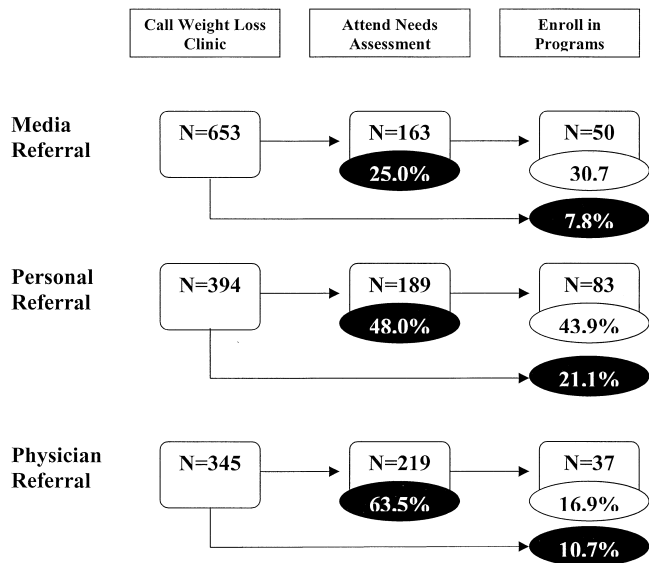 Call Weight Loss
Clinic
Attend Needs
Assessment
Enroll in
Programs
Media
Referral
N=653
N=163
25.0%
N=50
30.7
7.8%
Personal
Referral
N=394
N=189
48.0%
N=83
43.9%
21.1%
Physician
Referral
N=345
N=219
63.5%
N=37
16.9%
10.7%